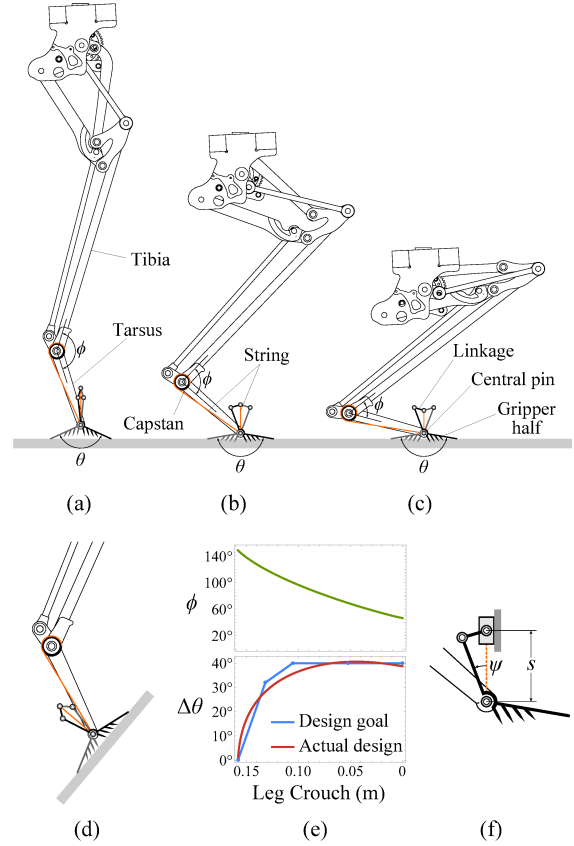 Tibia
Tarsus
ϕ
θ
(a)
String
ϕ
Capstan
θ
(b)
Linkage
Central pin
Gripper
half
ϕ
θ
(c)
(d)
140°
100°
60°
20°
ϕ
40°
30°
20°
10°
0°
Δθ
Design goal
Actual design
0.15 0.10 0.05 0
Leg Crouch (m)
(e)
ψ
s
(f)